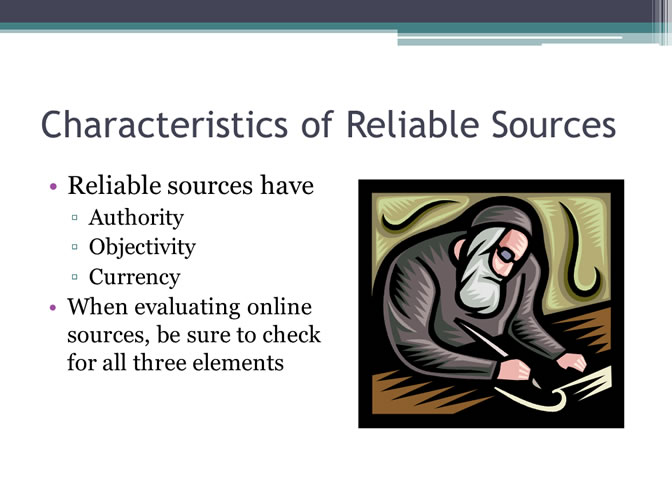 Characteristics of Reliable Sources
• Reliable sources have
▫ Authority
▫ Objectivity
▫ Currency
• When evaluating online
sources, be sure to check
for all three elements